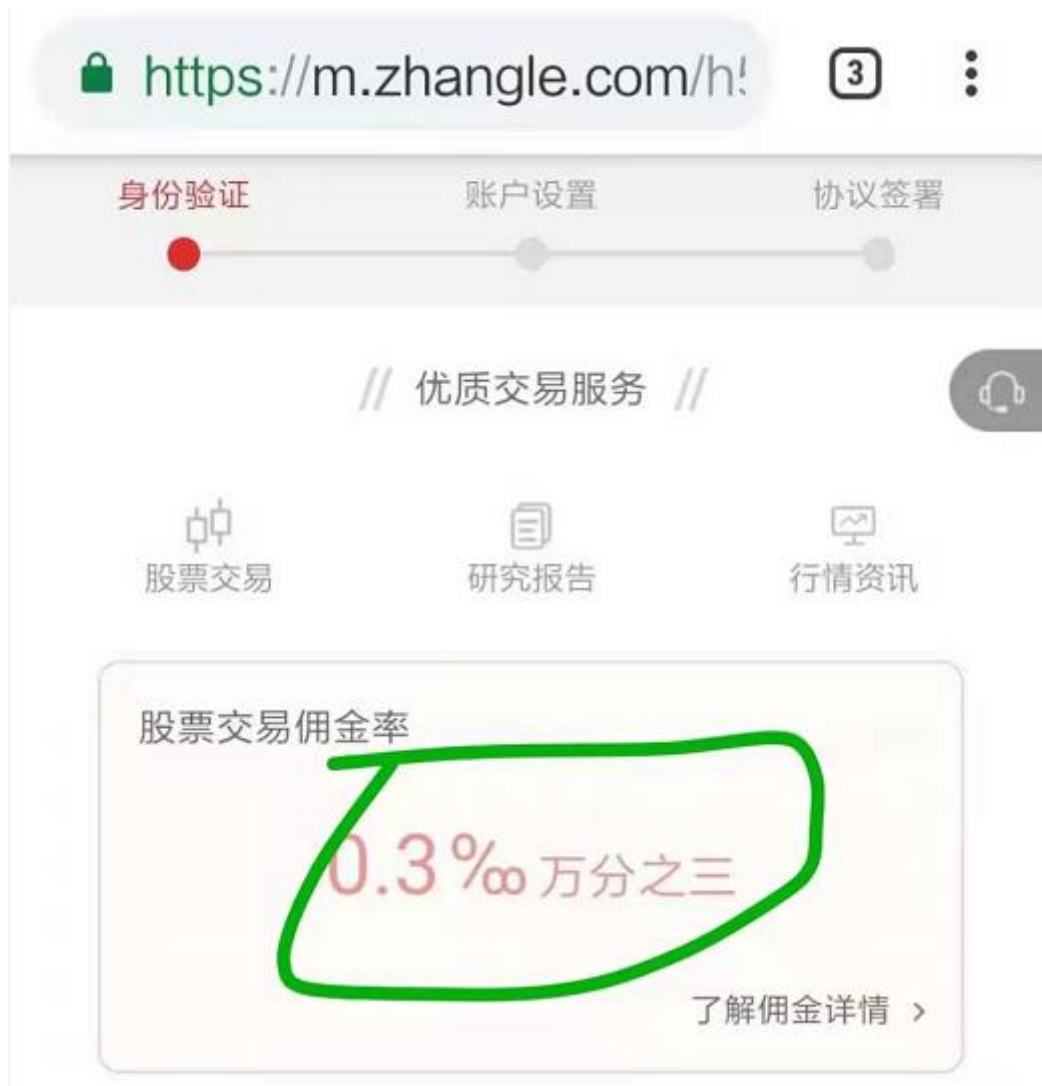 https://m.zhangle.com/h
3
身份验证 账户设置 协议签署
// 优质交易服务 //
股票交易 研究报告 行情资讯
股票交易佣金率
0.3‰ 万分之三
了解佣金详情 >